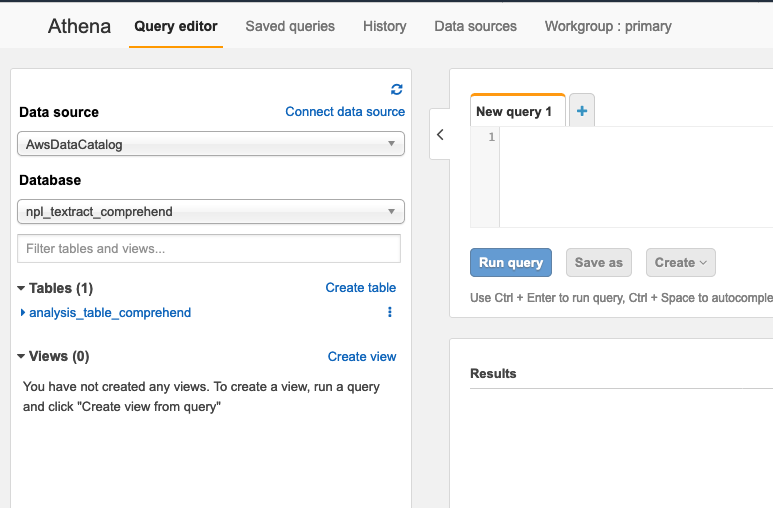 Athena Query editor Saved queries History Data sources Workgroup : primary
Data source Connect data source
AwsDataCatalog
Database
npl_textract_comprehend
Filter tables and views...
Tables (1) Create table
analysis_table_comprehend
Views (0) Create view
You have not created any views. To create a view, run a query
and click "Create view from query"
New query 1 +
1
Run query Save as Create
Use Ctrl + Enter to run query, Ctrl + Space to autocomple
Results